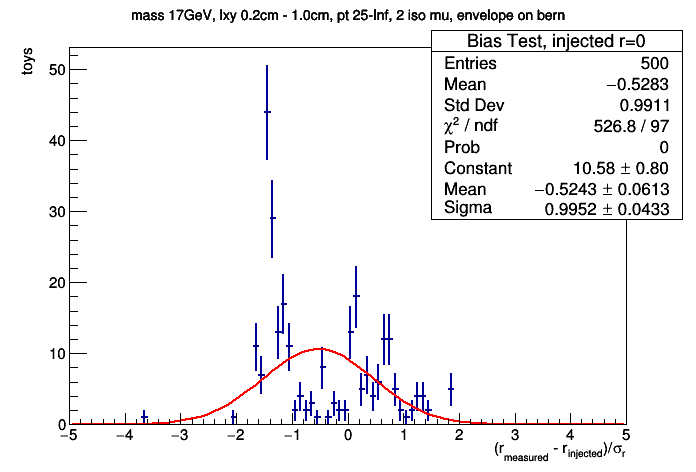 mass 17GeV, lxy 0.2cm - 1.0cm, pt 25-Inf, 2 iso mu, envelope on bern
Bias Test, injected r=0
Entries 500
Mean −0.5283
Std Dev 0.9911
χ² / ndf 526.8 / 97
Prob 0
Constant 10.58 ± 0.80
Mean −0.5243 ± 0.0613
Sigma 0.9952 ± 0.0433
toys
50
40
30
20
10
0
−5 −4 −3 −2 −1 0 1 2 3 4 5
(r_measured - r_injected)/σ_r